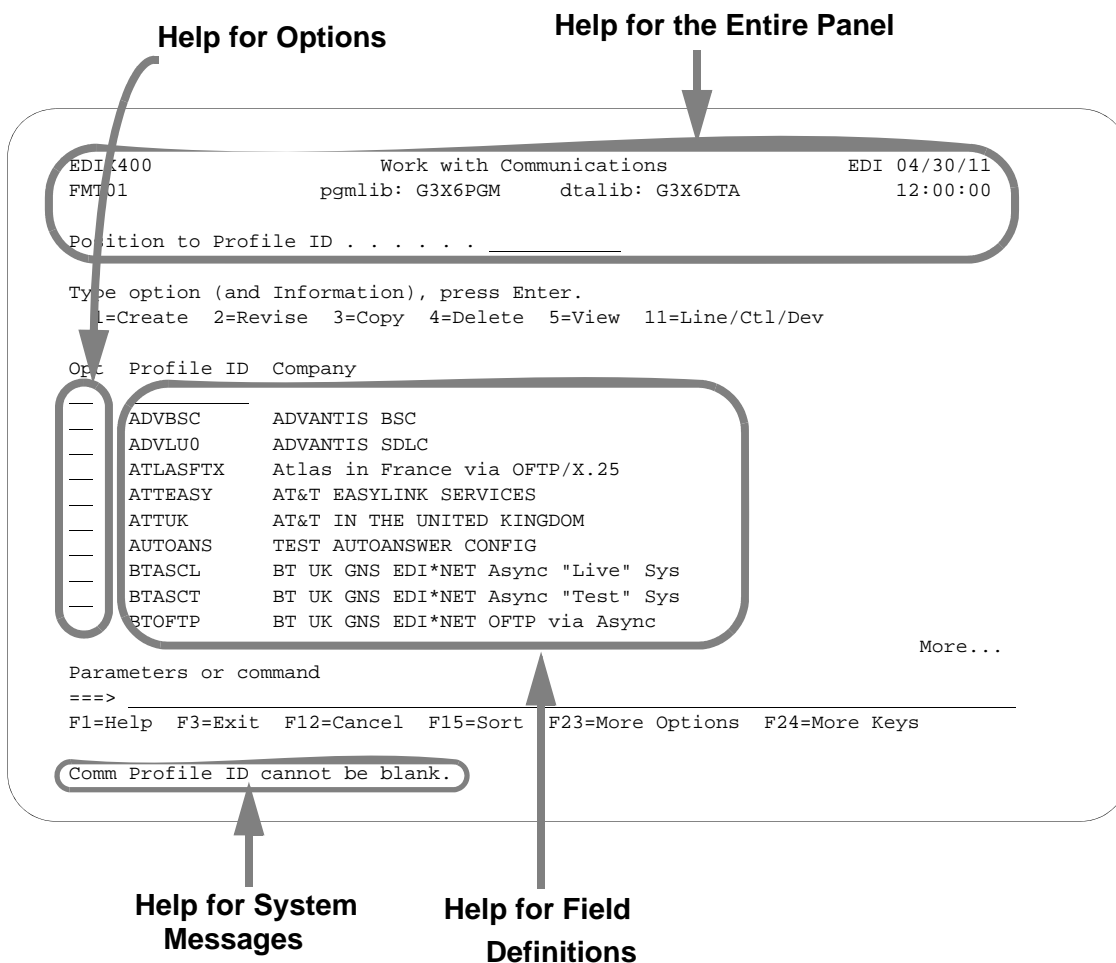 Help for Options
Help for the Entire Panel
EDIX400 Work with Communications EDI 04/30/11
FMT01 pgmlib: G3X6PGM dtalib: G3X6DTA 12:00:00
Position to Profile ID . . . . . .
Type option (and Information), press Enter.
1=Create 2=Revise 3=Copy 4=Delete 5=View 11=Line/Ctl/Dev
Opt Profile ID Company
ADVBSC ADVANTIS BSC
ADVLU0 ADVANTIS SDLC
ATLASFTX Atlas in France via OFTP/X.25
ATTEASY AT&T EASYLINK SERVICES
ATTUK AT&T IN THE UNITED KINGDOM
AUTOANS TEST AUTOANSWER CONFIG
BTASCL BT UK GNS EDI*NET Async "Live" Sys
BTASCT BT UK GNS EDI*NET Async "Test" Sys
BTOFTP BT UK GNS EDI*NET OFTP via Async
More...
Parameters or command
===>
F1=Help F3=Exit F12=Cancel F15=Sort F23=More Options F24=More Keys
Comm Profile ID cannot be blank.
Help for System
Messages
Help for Field
Definitions